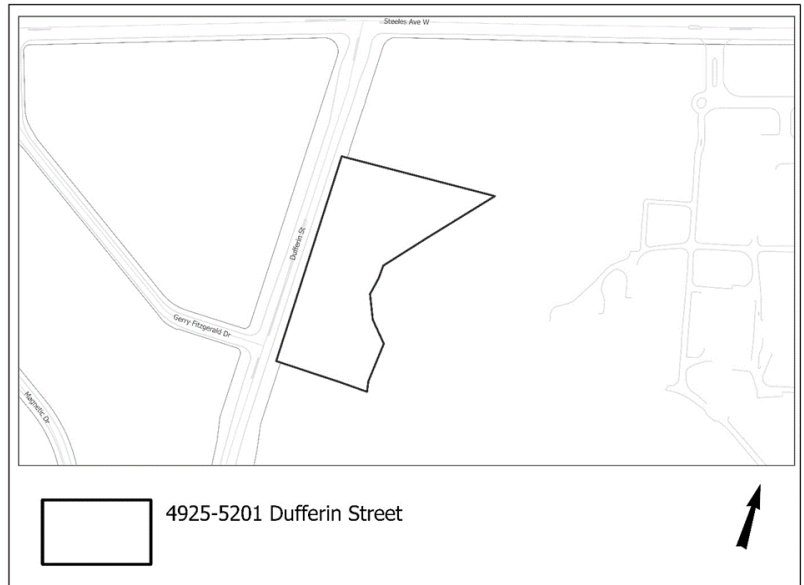 Steeles Ave W
Dufferin St
Gerry Fitzgerald Dr
Magnetic Dr
4925-5201 Dufferin Street